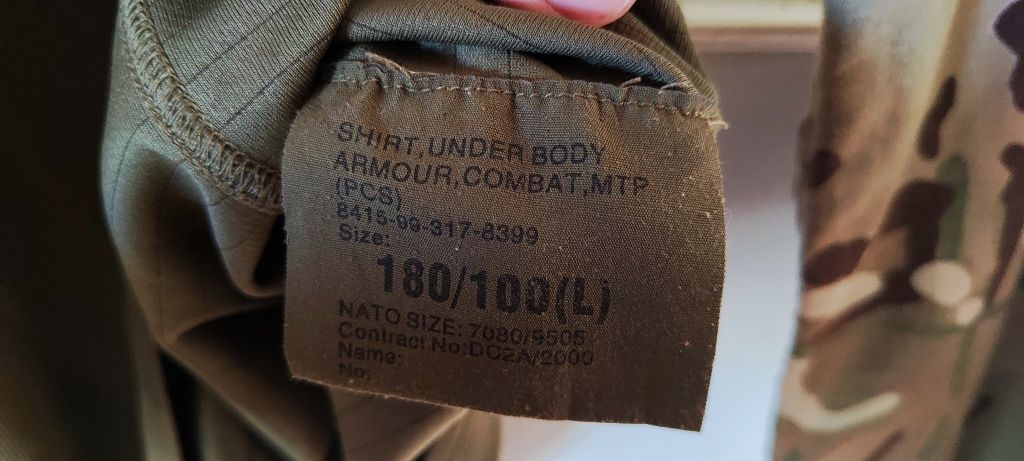 SHIRT,UNDER BODY
ARMOUR,COMBAT,MTP
(PCS)
8415-99-317-8399
Size:
180/100(L)
NATO SIZE: 7080/9505
Contract No:DC2A/2000
Name:
No: